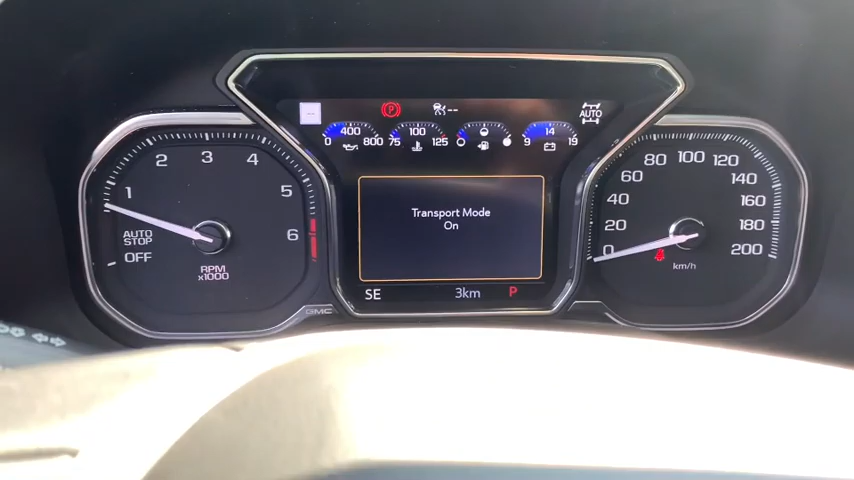 1
2
3
4
5
6
AUTO
STOP
OFF
RPM
x1000
GMC
--
P
--
AUTO
0
400
800
75
100
125
9
14
19
Transport Mode
On
SE
3km
P
0
20
40
60
80
100
120
140
160
180
200
km/h